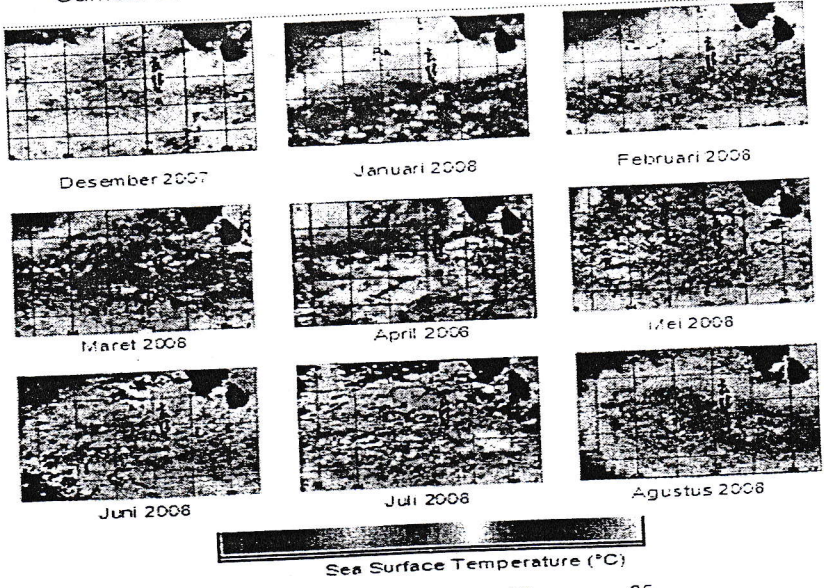 Desember 2007
Januari 2008
Februari 2008
Maret 2008
April 2008
Mei 2008
Juni 2008
Juli 2008
Agustus 2008
Sea Surface Temperature (°C)